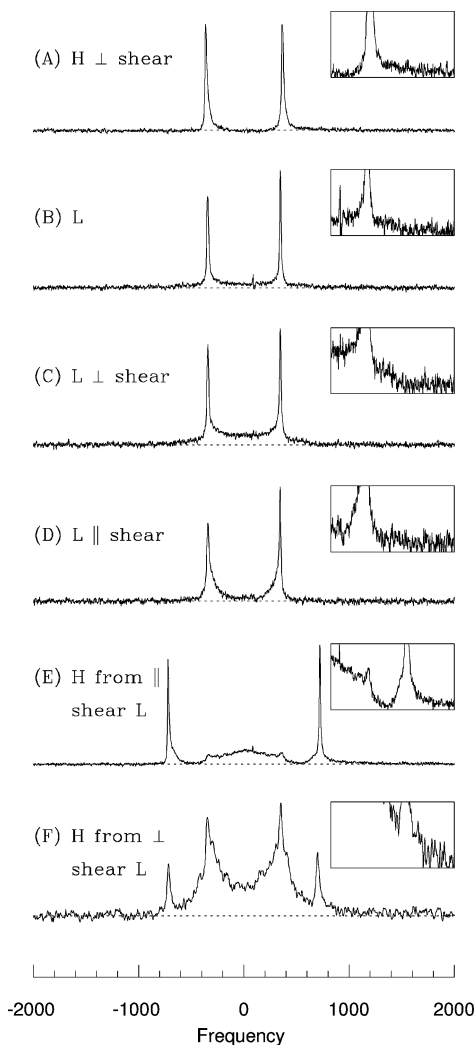 (A) H ⊥ shear
(B) L
(C) L ⊥ shear
(D) L ∥ shear
(E) H from ∥
shear L
(F) H from ⊥
shear L
-2000 -1000 0 1000 2000
Frequency